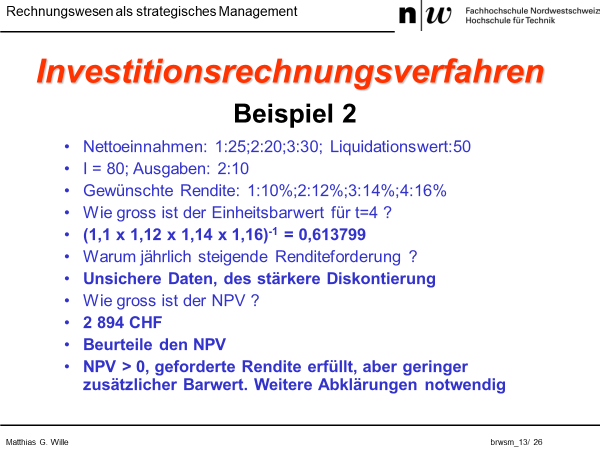 Rechnungswesen als strategisches Management
n|w
Fachhochschule Nordwestschweiz
Hochschule für Technik
Investitionsrechnungsverfahren
Beispiel 2
• Nettoeinnahmen: 1:25;2:20;3:30; Liquidationswert:50
• I = 80; Ausgaben: 2:10
• Gewünschte Rendite: 1:10%;2:12%;3:14%;4:16%
• Wie gross ist der Einheitsbarwert für t=4 ?
• (1,1 x 1,12 x 1,14 x 1,16)⁻¹ = 0,613799
• Warum jährlich steigende Renditeforderung ?
• Unsichere Daten, des stärkere Diskontierung
• Wie gross ist der NPV ?
• 2 894 CHF
• Beurteile den NPV
• NPV > 0, geforderte Rendite erfüllt, aber geringer
zusätzlicher Barwert. Weitere Abklärungen notwendig
Matthias G. Wille
brwsm_13/ 26